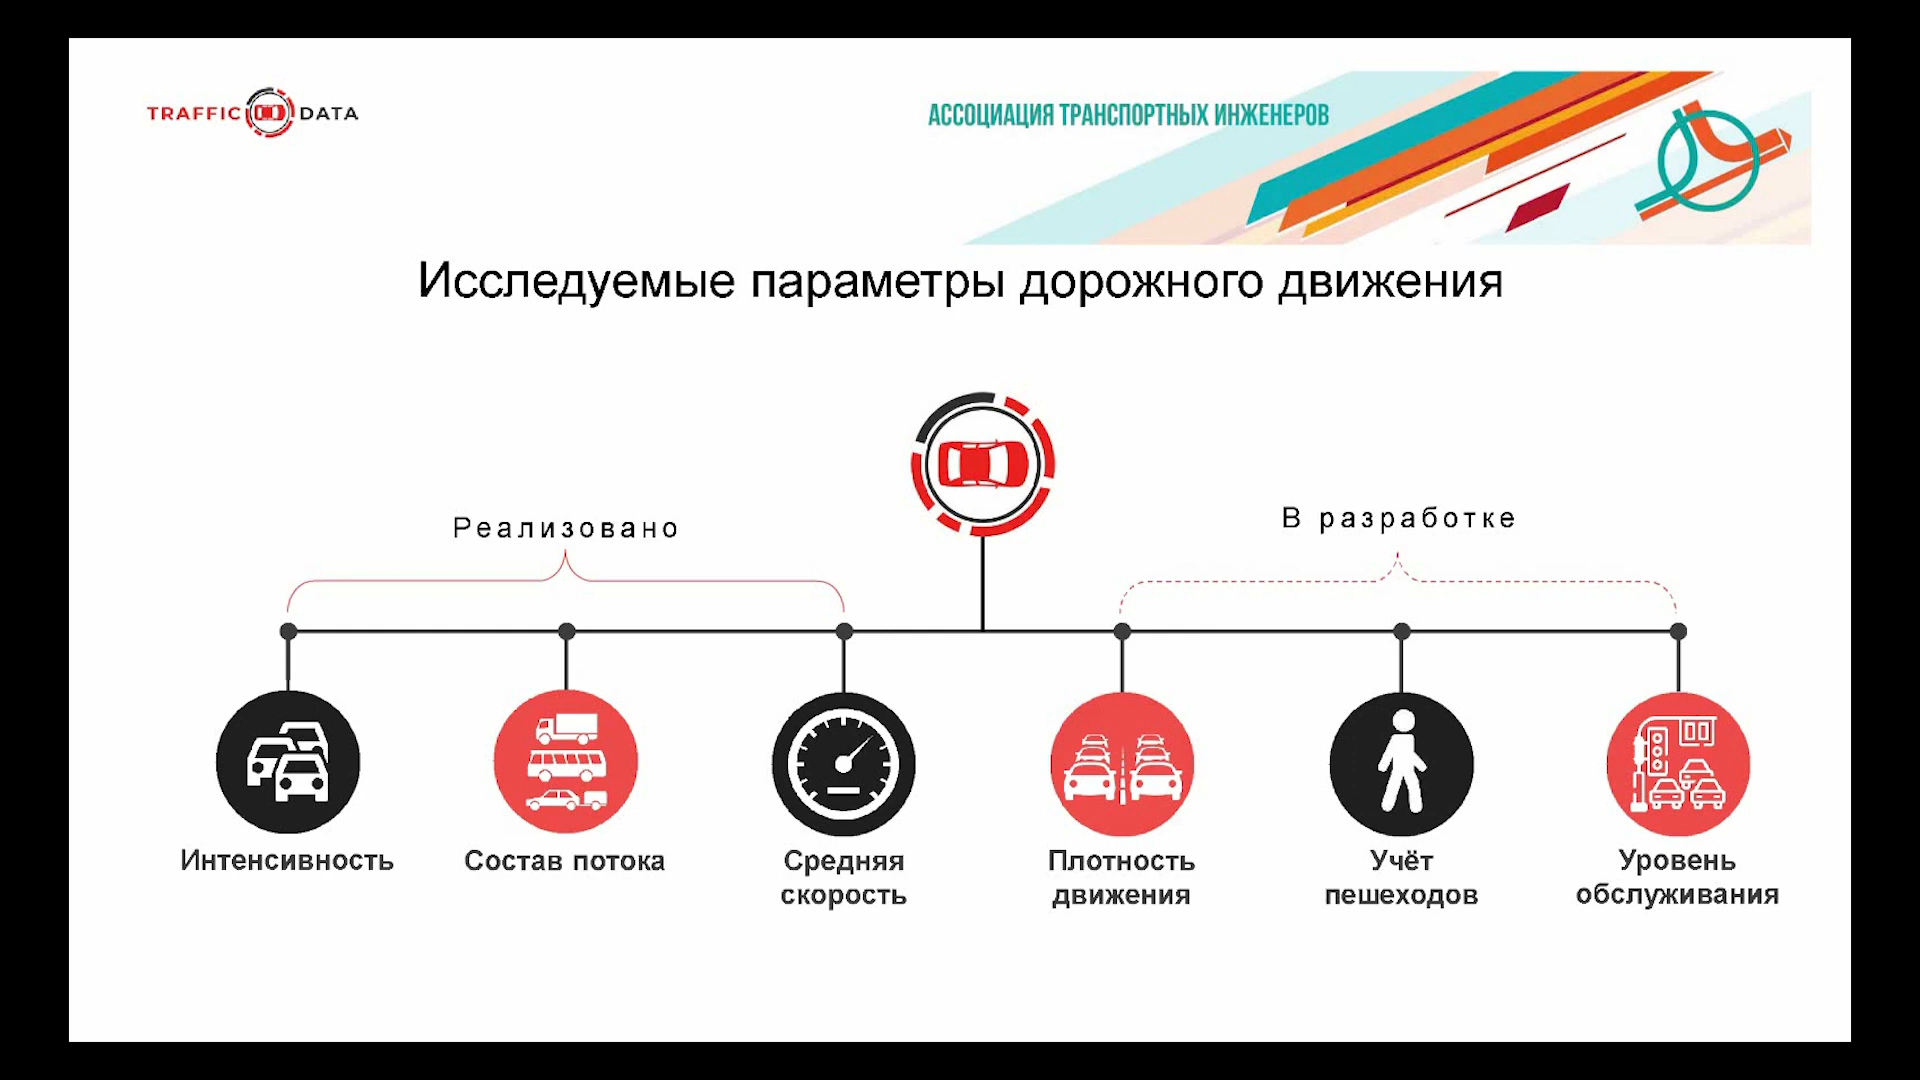 TRAFFIC DATA
АССОЦИАЦИЯ ТРАНСПОРТНЫХ ИНЖЕНЕРОВ
Исследуемые параметры дорожного движения
Реализовано
В разработке
Интенсивность
Состав потока
Средняя
скорость
Плотность
движения
Учёт
пешеходов
Уровень
обслуживания